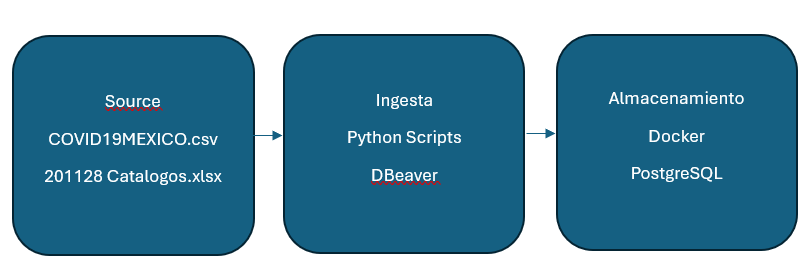 Source
COVID19MEXICO.csv
201128 Catalogos.xlsx
Ingesta
Python Scripts
DBeaver
Almacenamiento
Docker
PostgreSQL